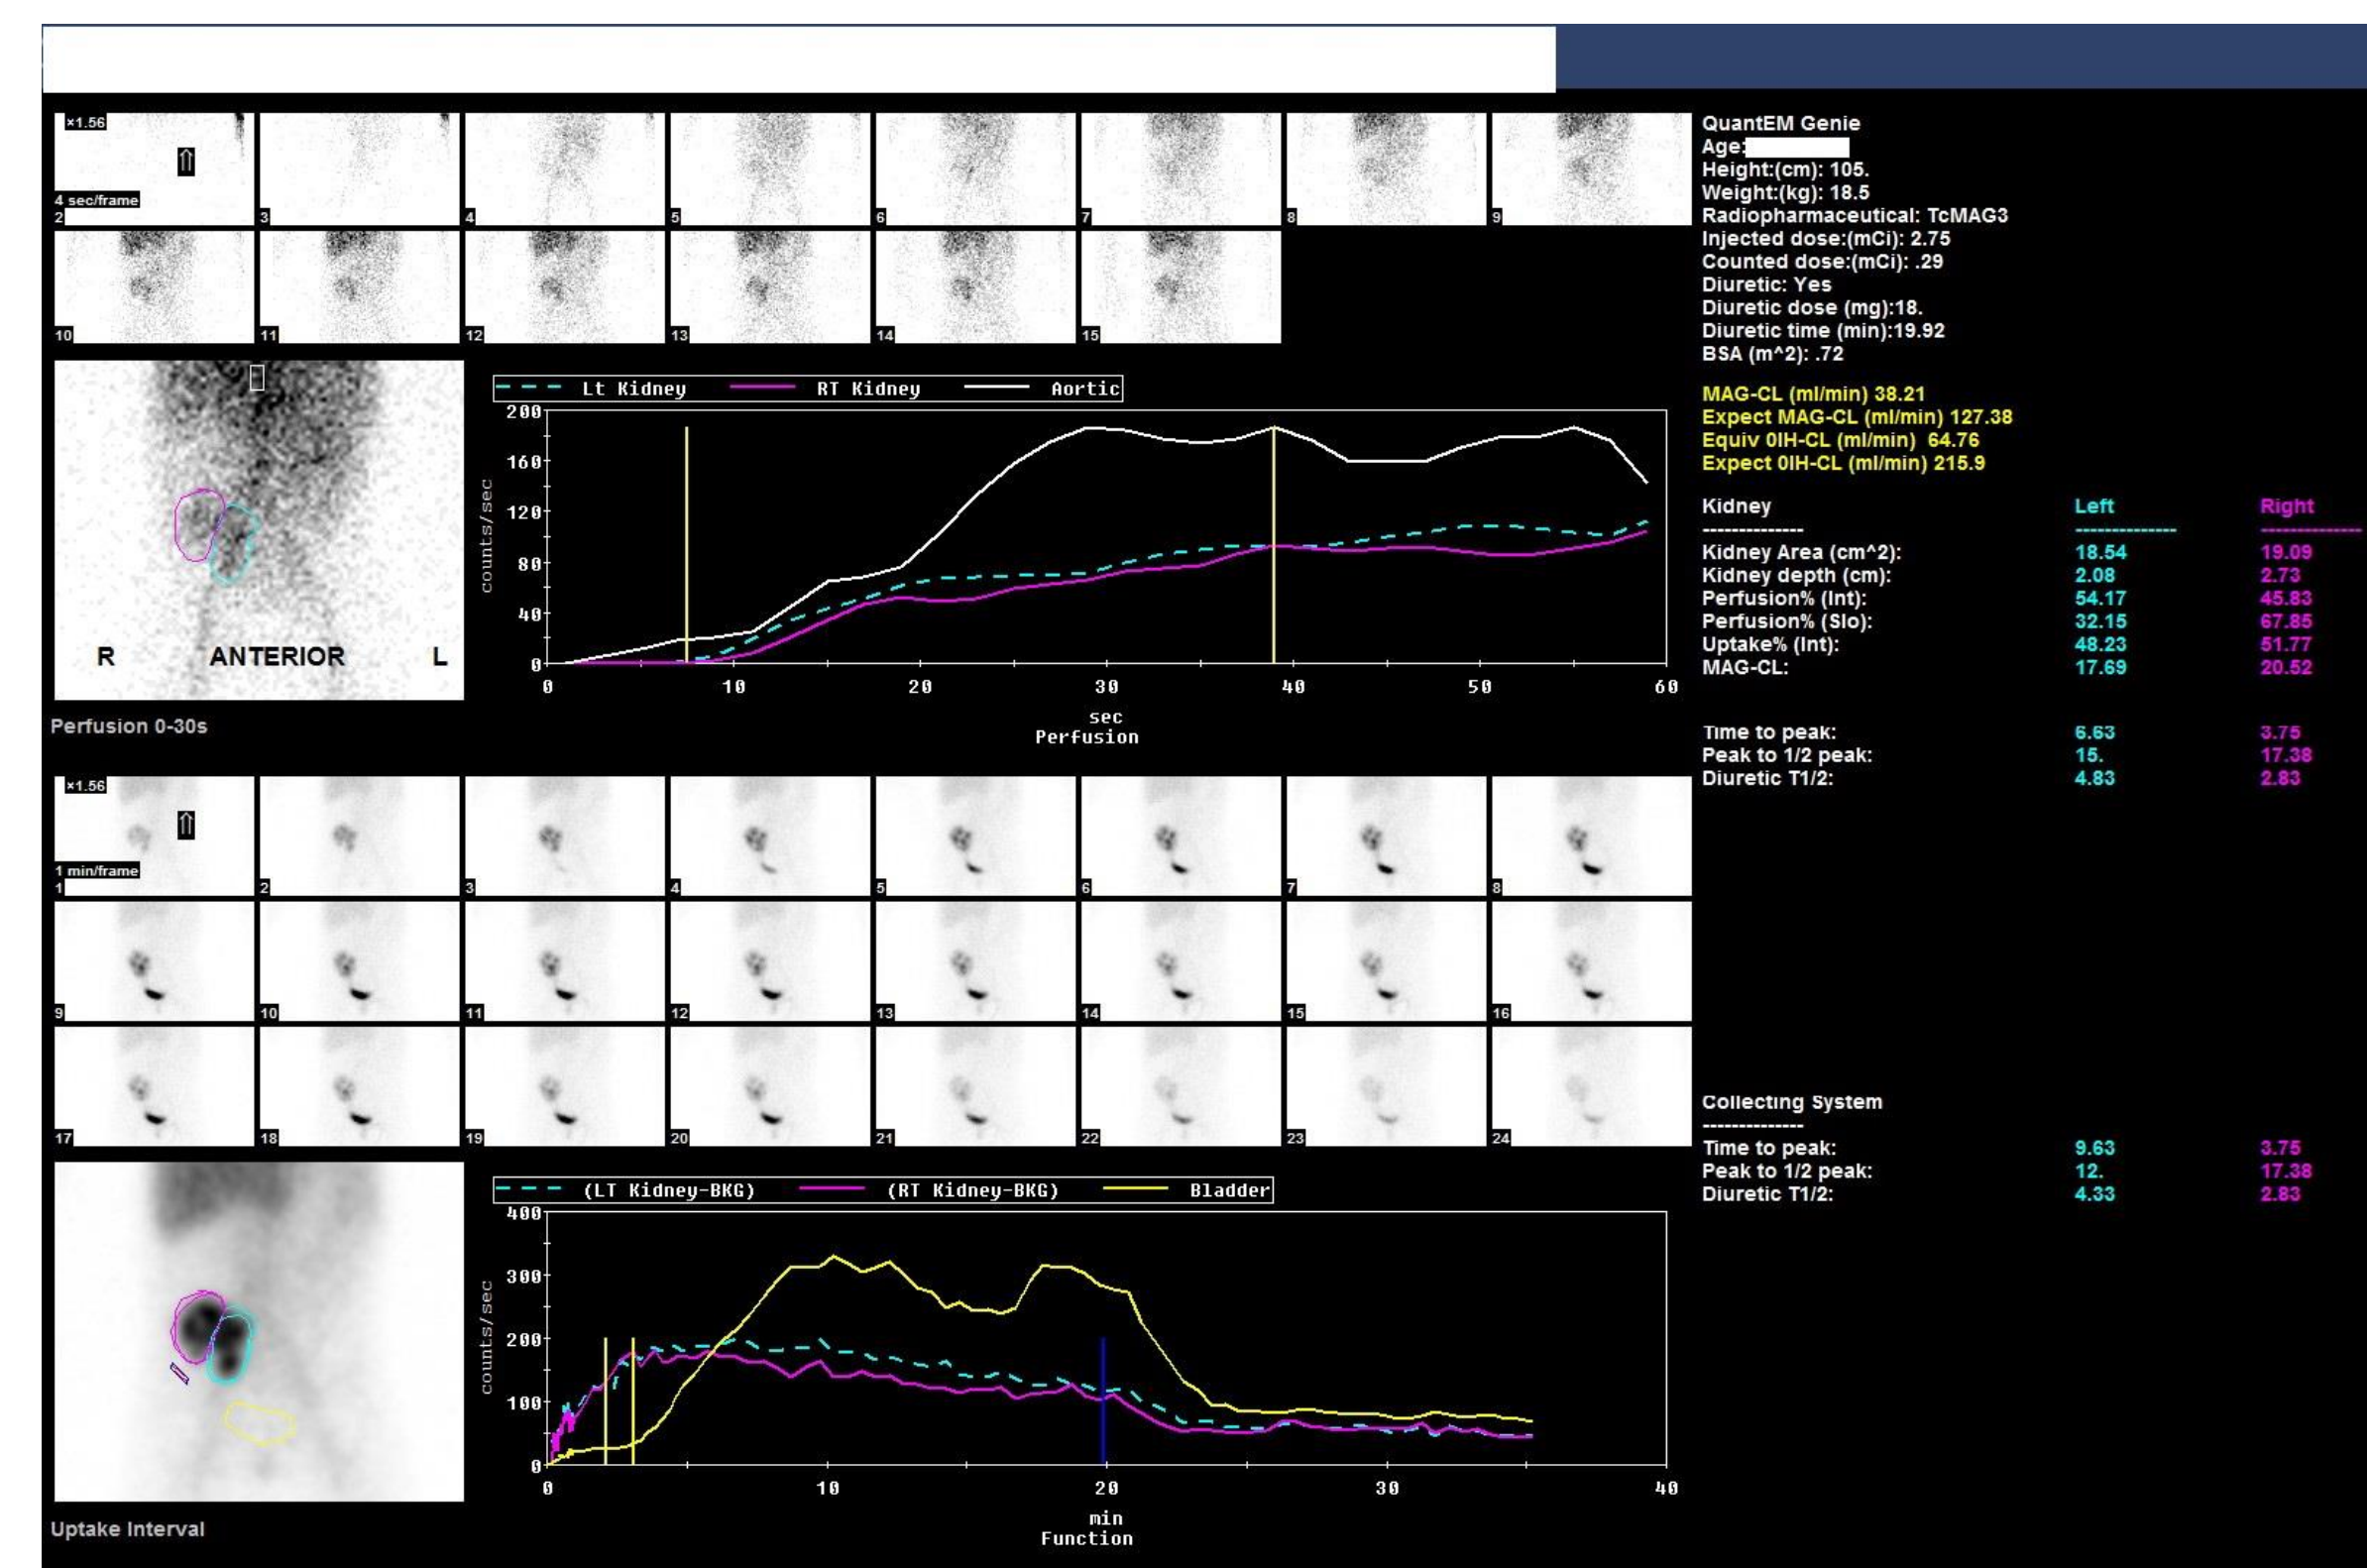 ×1.56
4 sec/frame
2
3
4
5
6
7
8
9
10
11
12
13
14
15
R ANTERIOR L
Perfusion 0-30s
Lt Kidney RT Kidney Aortic
200
160
120
80
40
0
counts/sec
0 10 20 30 40 50 60
sec
Perfusion
×1.56
1 min/frame
1
2
3
4
5
6
7
8
9
10
11
12
13
14
15
16
17
18
19
20
21
22
23
24
Uptake Interval
(LT Kidney-BKG) (RT Kidney-BKG) Bladder
400
300
200
100
0
counts/sec
0 10 20 30 40
min
Function
QuantEM Genie
Age:
Height:(cm): 105.
Weight:(kg): 18.5
Radiopharmaceutical: TcMAG3
Injected dose:(mCi): 2.75
Counted dose:(mCi): .29
Diuretic: Yes
Diuretic dose (mg):18.
Diuretic time (min):19.92
BSA (m^2): .72
MAG-CL (ml/min) 38.21
Expect MAG-CL (ml/min) 127.38
Equiv 0IH-CL (ml/min) 64.76
Expect 0IH-CL (ml/min) 215.9
Kidney Left Right
-------------- -------------- --------------
Kidney Area (cm^2): 18.54 19.09
Kidney depth (cm): 2.08 2.73
Perfusion% (Int): 54.17 45.83
Perfusion% (Slo): 32.15 67.85
Uptake% (Int): 48.23 51.77
MAG-CL: 17.69 20.52
Time to peak: 6.63 3.75
Peak to 1/2 peak: 15. 17.38
Diuretic T1/2: 4.83 2.83
Collecting System
--------------
Time to peak: 9.63 3.75
Peak to 1/2 peak: 12. 17.38
Diuretic T1/2: 4.33 2.83